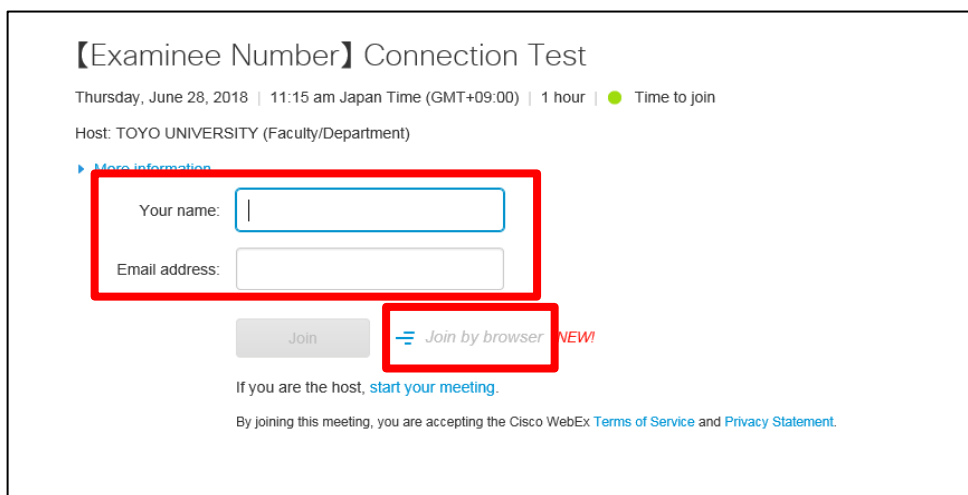 【Examinee Number】 Connection Test
Thursday, June 28, 2018 | 11:15 am Japan Time (GMT+09:00) | 1 hour | Time to join
Host: TOYO UNIVERSITY (Faculty/Department)
More information
Your name:
Email address:
Join Join by browser NEW!
If you are the host, start your meeting.
By joining this meeting, you are accepting the Cisco WebEx Terms of Service and Privacy Statement.